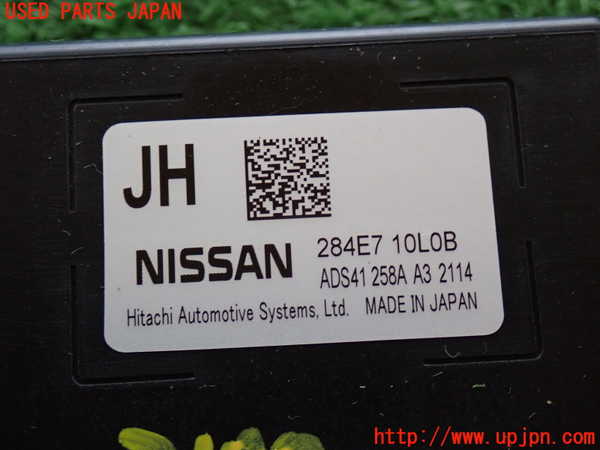 USED PARTS JAPAN
JH
NISSAN
284E7 10L0B
ADS41 258A A3 2114
Hitachi Automotive Systems, Ltd. MADE IN JAPAN
http://www.upjpn.com